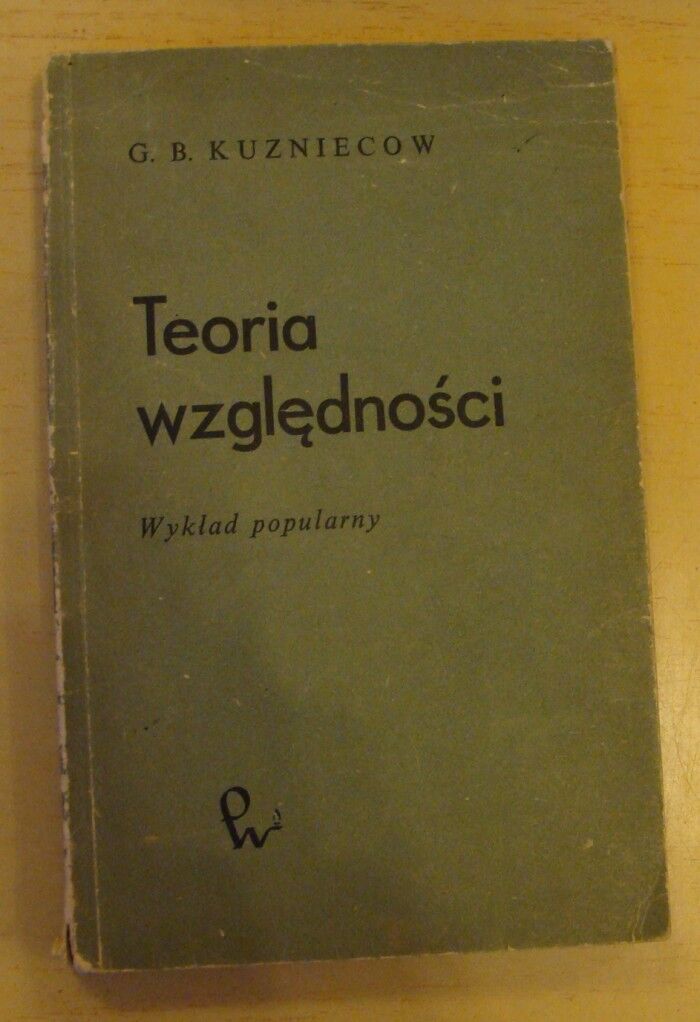 G. B. KUZNIECOW
Teoria
względności
Wykład popularny